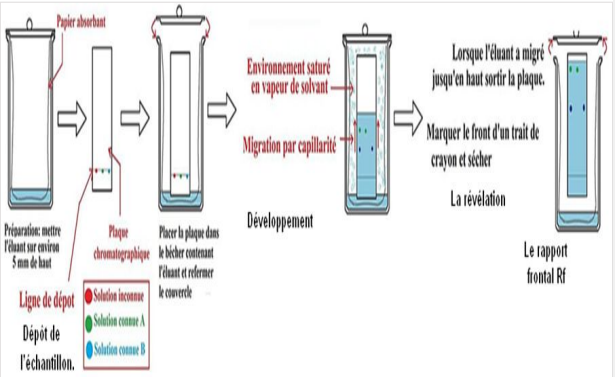 Papier absorbant
Préparation: mettre
l'éluant sur environ
5 mm de haut
Ligne de dépot
Dépôt de
l'échantillon.
Plaque
chromatographique
Solution inconnue
Solution connue A
Solution connue B
Placer la plaque dans
le bécher contenant
l'éluant et refermer
le couvercle
Environnement saturé
en vapeur de solvant
Migration par capillarité
Développement
Lorsque l'éluant a migré
jusqu'en haut sortir la plaque.
Marquer le front d'un trait de
crayon et sécher
La révélation
Le rapport
frontal Rf